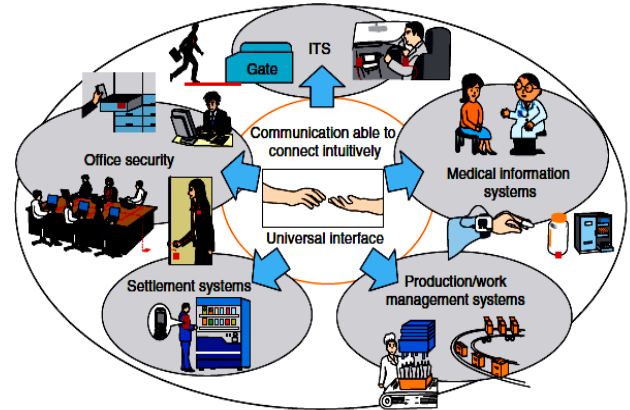 ITS
Gate
Communication able to
connect intuitively
Office security
Medical information
systems
Universal interface
Settlement systems
Production/work
management systems